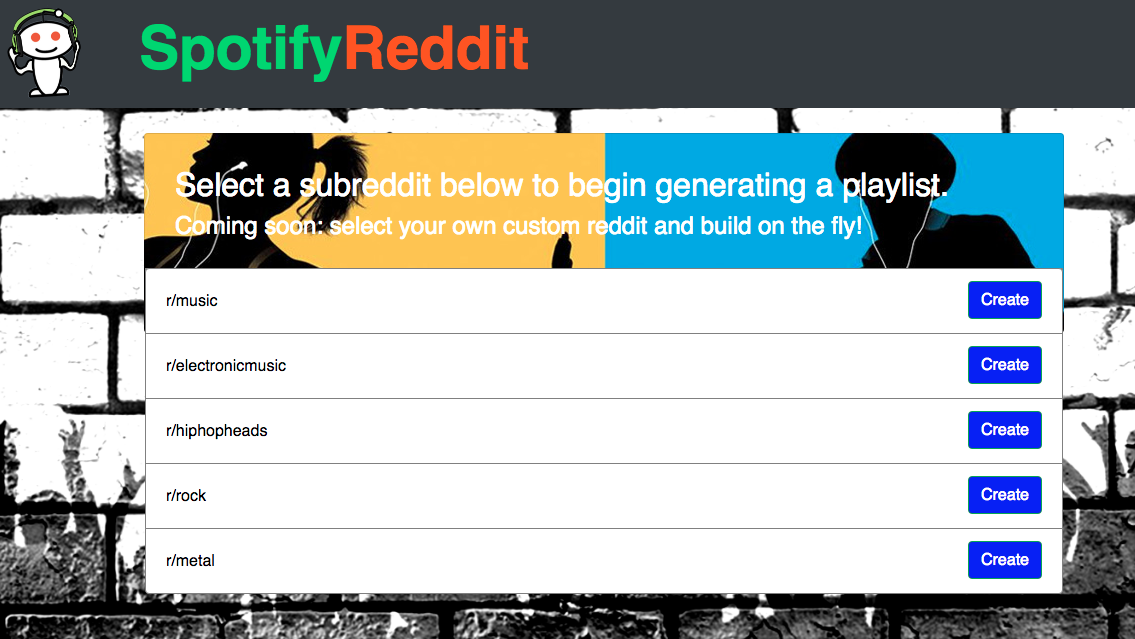 SpotifyReddit
Select a subreddit below to begin generating a playlist.
Coming soon: select your own custom reddit and build on the fly!
r/music Create
r/electronicmusic Create
r/hiphopheads Create
r/rock Create
r/metal Create